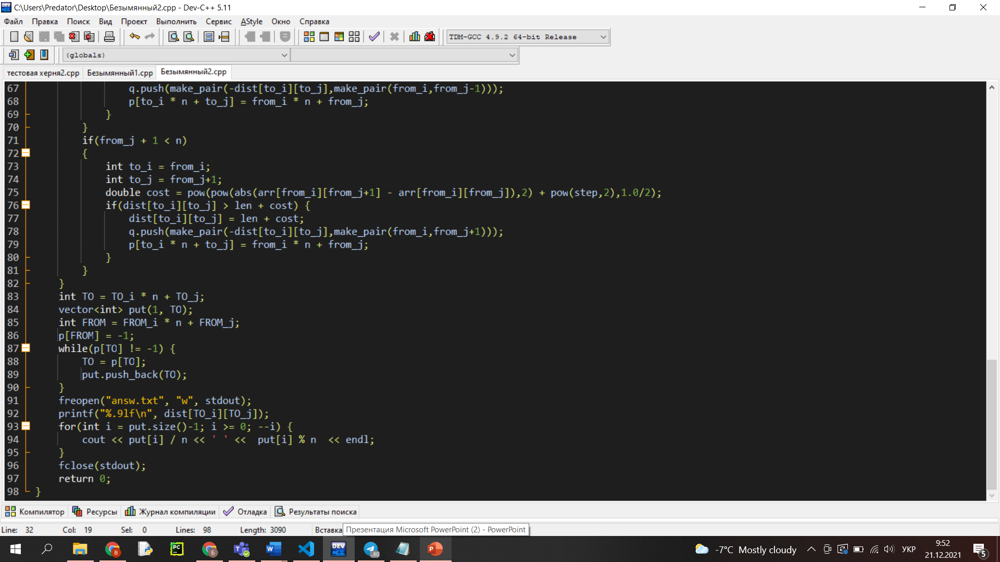 C:\Users\Predator\Desktop\Безымянный2.cpp - Dev-C++ 5.11
Файл Правка Поиск Вид Проект Выполнить Сервис AStyle Окно Справка
TDM-GCC 4.9.2 64-bit Release
(globals)
тестовая херня2.cpp Безымянный1.cpp Безымянный2.cpp
67 q.push(make_pair(-dist[to_i][to_j],make_pair(from_i,from_j-1)));
68 p[to_i * n + to_j] = from_i * n + from_j;
69 }
70 }
71 if(from_j + 1 < n)
72 {
73 int to_i = from_i;
74 int to_j = from_j+1;
75 double cost = pow(pow(abs(arr[from_i][from_j+1] - arr[from_i][from_j]),2) + pow(step,2),1.0/2);
76 if(dist[to_i][to_j] > len + cost) {
77 dist[to_i][to_j] = len + cost;
78 q.push(make_pair(-dist[to_i][to_j],make_pair(from_i,from_j+1)));
79 p[to_i * n + to_j] = from_i * n + from_j;
80 }
81 }
82 }
83 int TO = TO_i * n + TO_j;
84 vector<int> put(1, TO);
85 int FROM = FROM_i * n + FROM_j;
86 p[FROM] = -1;
87 while(p[TO] != -1) {
88 TO = p[TO];
89 put.push_back(TO);
90 }
91 freopen("answ.txt", "w", stdout);
92 printf("%.9lf\n", dist[TO_i][TO_j]);
93 for(int i = put.size()-1; i >= 0; --i) {
94 cout << put[i] / n << ' ' <<  put[i] % n  << endl;
95 }
96 fclose(stdout);
97 return 0;
98 }
Компилятор Ресурсы Журнал компиляции Отладка Результаты поиска
Line: 32 Col: 19 Sel: 0 Lines: 98 Length: 3090 Вставка Презентация Microsoft PowerPoint (2) - PowerPoint
-7°C Mostly cloudy УКР 9:52
21.12.2021 5